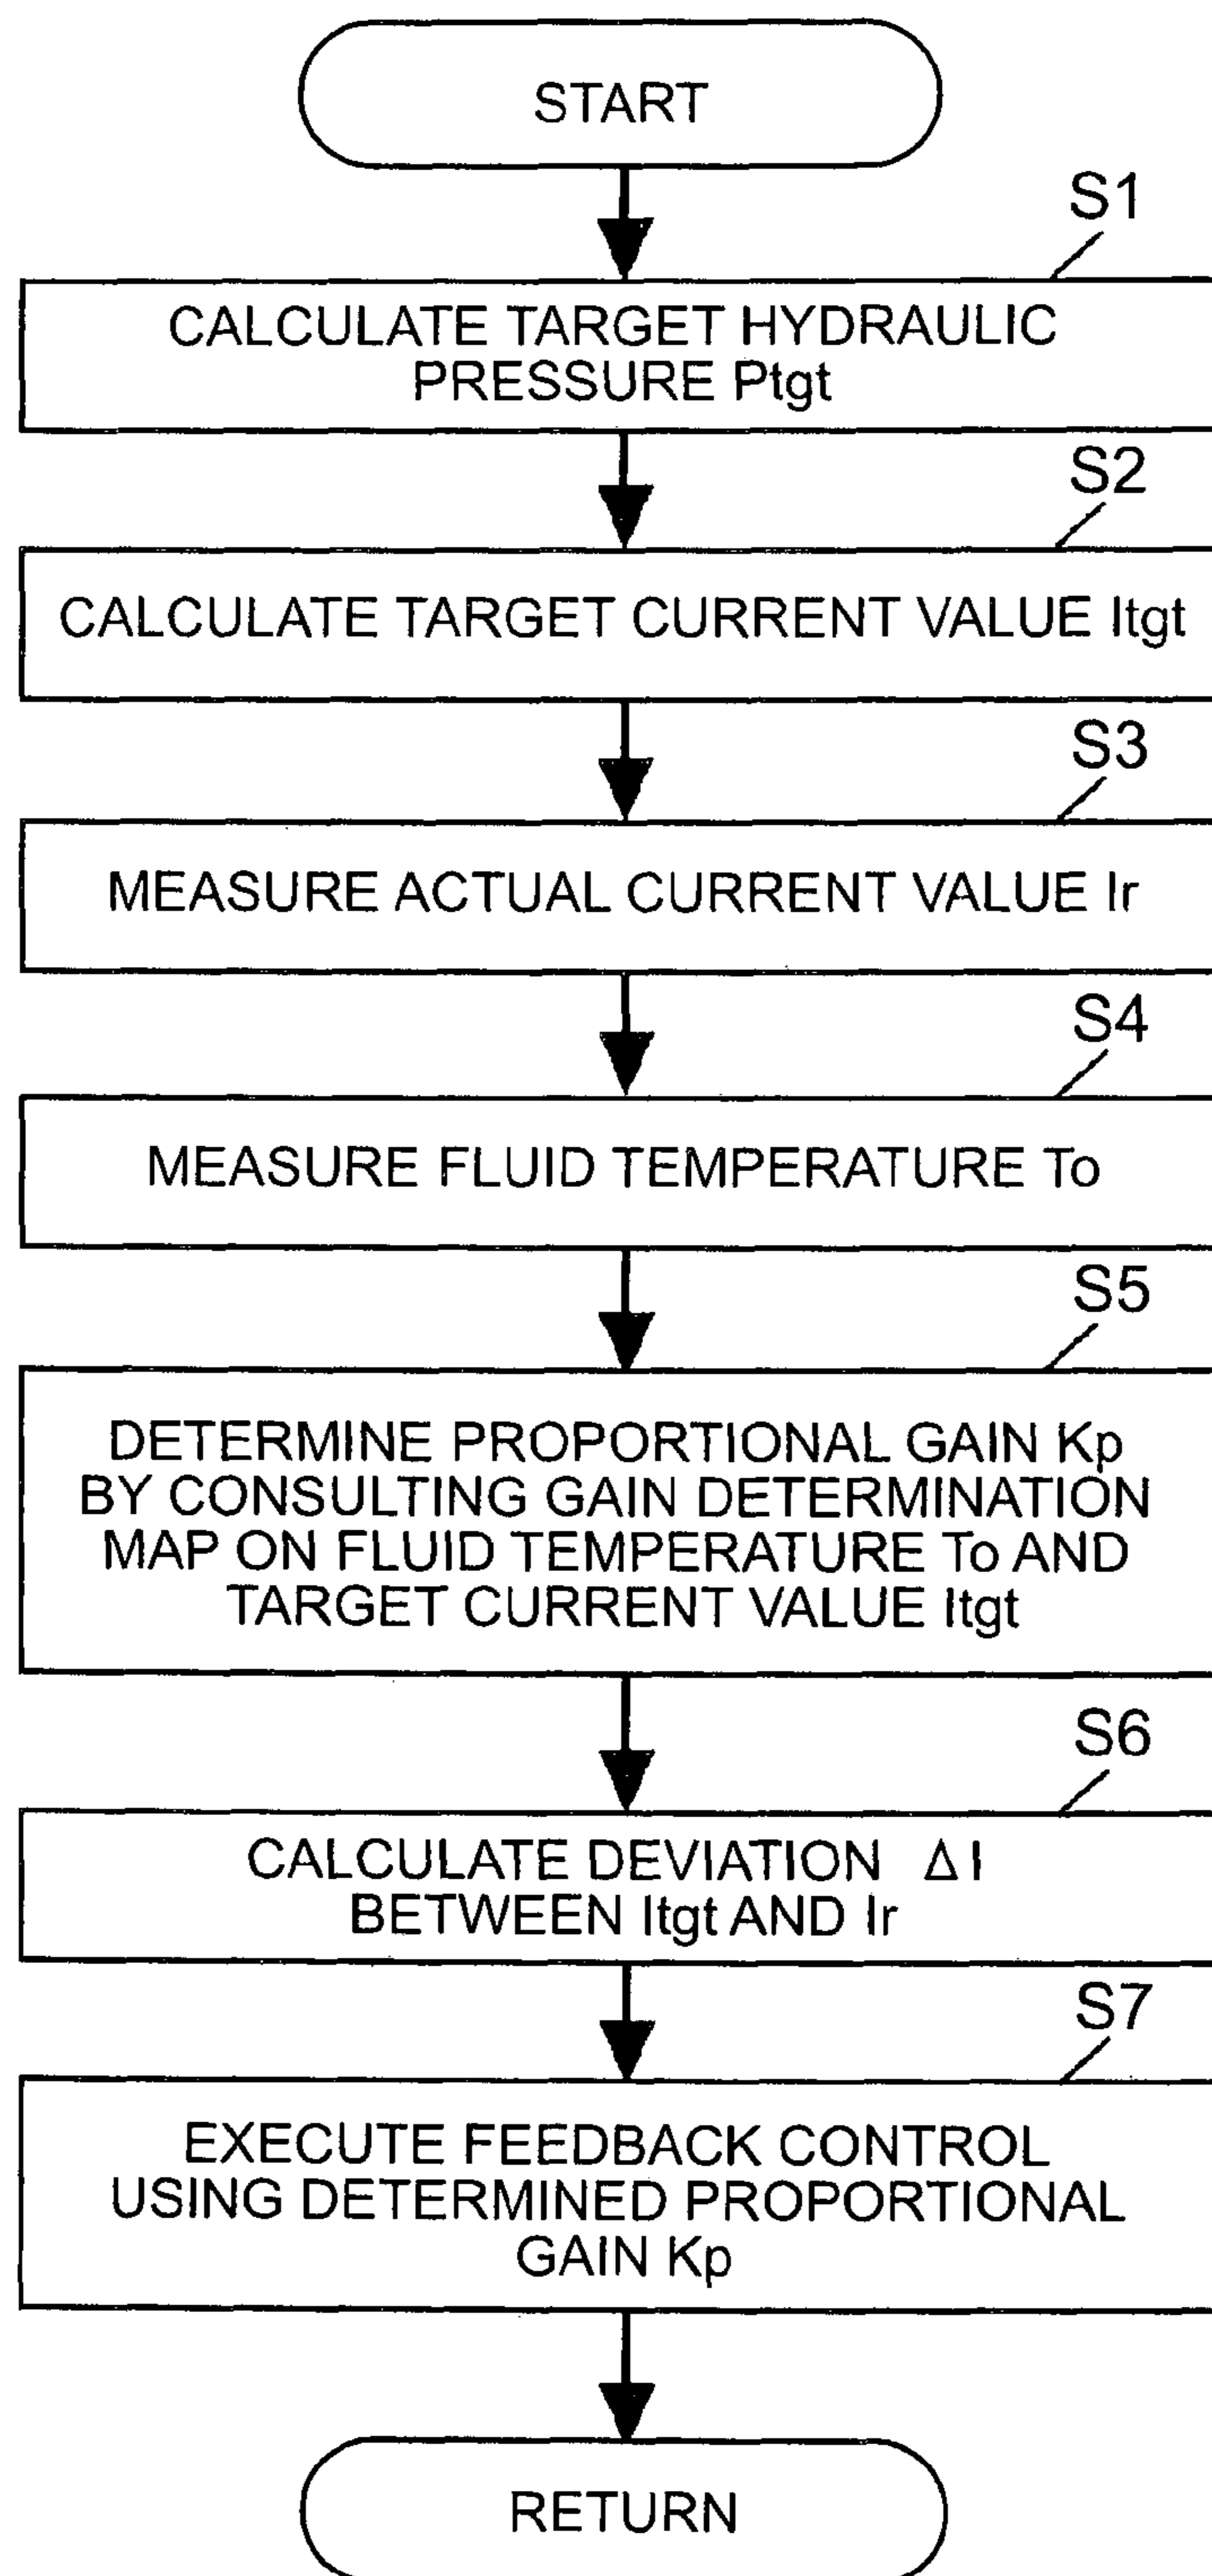 START
S1
CALCULATE TARGET HYDRAULIC
PRESSURE Ptgt
S2
CALCULATE TARGET CURRENT VALUE Itgt
S3
MEASURE ACTUAL CURRENT VALUE Ir
S4
MEASURE FLUID TEMPERATURE To
S5
DETERMINE PROPORTIONAL GAIN Kp
BY CONSULTING GAIN DETERMINATION
MAP ON FLUID TEMPERATURE To AND
TARGET CURRENT VALUE Itgt
S6
CALCULATE DEVIATION ΔI
BETWEEN Itgt AND Ir
S7
EXECUTE FEEDBACK CONTROL
USING DETERMINED PROPORTIONAL
GAIN Kp
RETURN